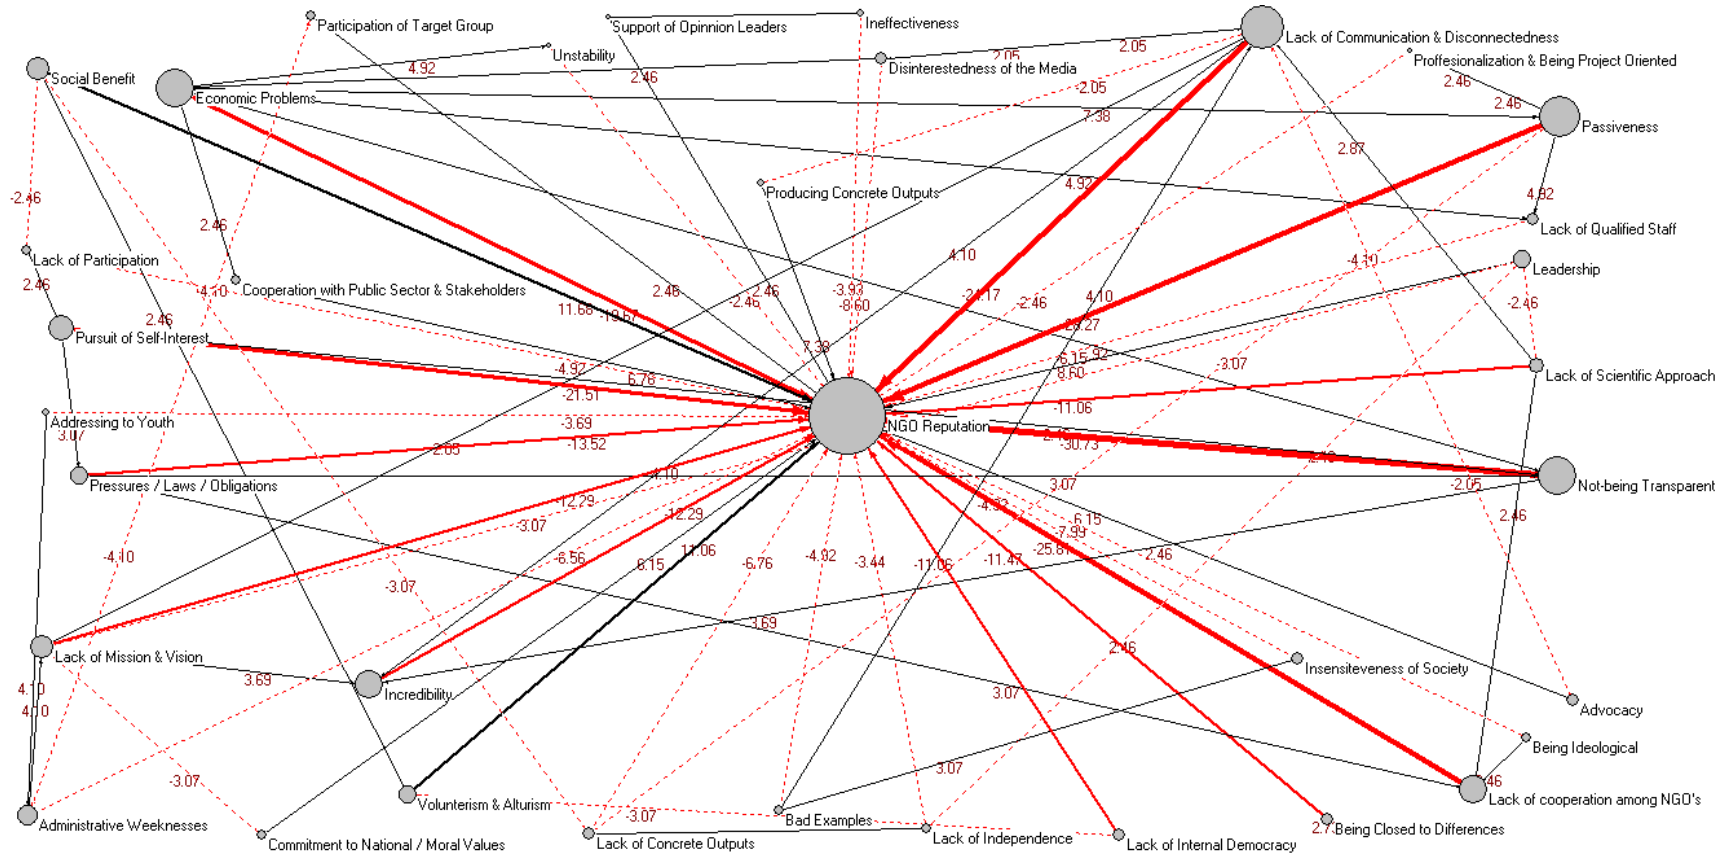 Participation of Target Group
Support of Opinnion Leaders
Ineffectiveness
Lack of Communication & Disconnectedness
Unstability
2.05
2.05
Proffesionalization & Being Project Oriented
Social Benefit
4.92
2.46
Disinterestedness of the Media
2.46
Economic Problems
-2.05
2.46
7.38
Passiveness
2.87
Producing Concrete Outputs
4.92
4.92
-2.46
2.46
Lack of Qualified Staff
Lack of Participation
4.10
-4.10
Leadership
2.46
Cooperation with Public Sector & Stakeholders
-4.10
2.46
2.46
-3.93
-24.17
4.10
-2.46
11.68
-2.46
-8.60
-2.46
2.46
Pursuit of Self-Interest
7.38
6.15
-3.07
-4.92
6.76
8.60
Lack of Scientific Approach
-21.51
-11.06
Addressing to Youth
-3.69
NGO Reputation
3.07
2.05
-13.52
-30.73
4.10
Pressures / Laws / Obligations
3.07
-2.05
Not-being Transparent
-12.29
-3.07
-12.29
-4.92
6.15
2.46
-4.10
-6.56
6.15
11.06
-6.76
-4.92
-3.44
-11.06
-11.47
-7.99
2.46
-3.07
3.69
2.46
Lack of Mission & Vision
Insensiteveness of Society
3.69
Incredibility
3.07
4.10
4.10
Advocacy
Being Ideological
-3.07
3.07
Volunterism & Alturism
Lack of cooperation among NGO's
Administrative Weeknesses
-3.07
Bad Examples
Being Closed to Differences
Commitment to National / Moral Values
Lack of Concrete Outputs
Lack of Independence
Lack of Internal Democracy